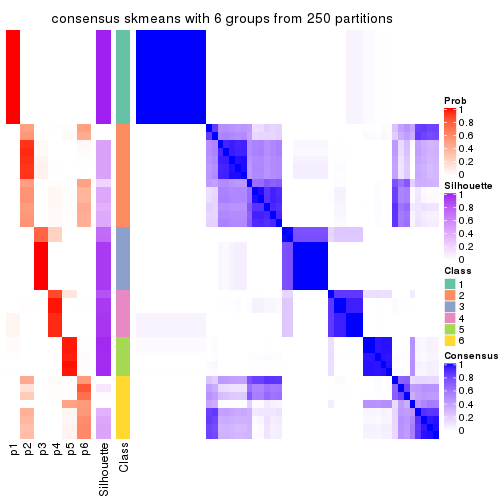 consensus skmeans with 6 groups from 250 partitions
Prob
1
0.8
0.6
0.4
0.2
0
Silhouette
1
0.8
0.6
0.4
0.2
0
Class
1
2
3
4
5
6
Consensus
1
0.8
0.6
0.4
0.2
0
p1
p2
p3
p4
p5
p6
Silhouette
Class